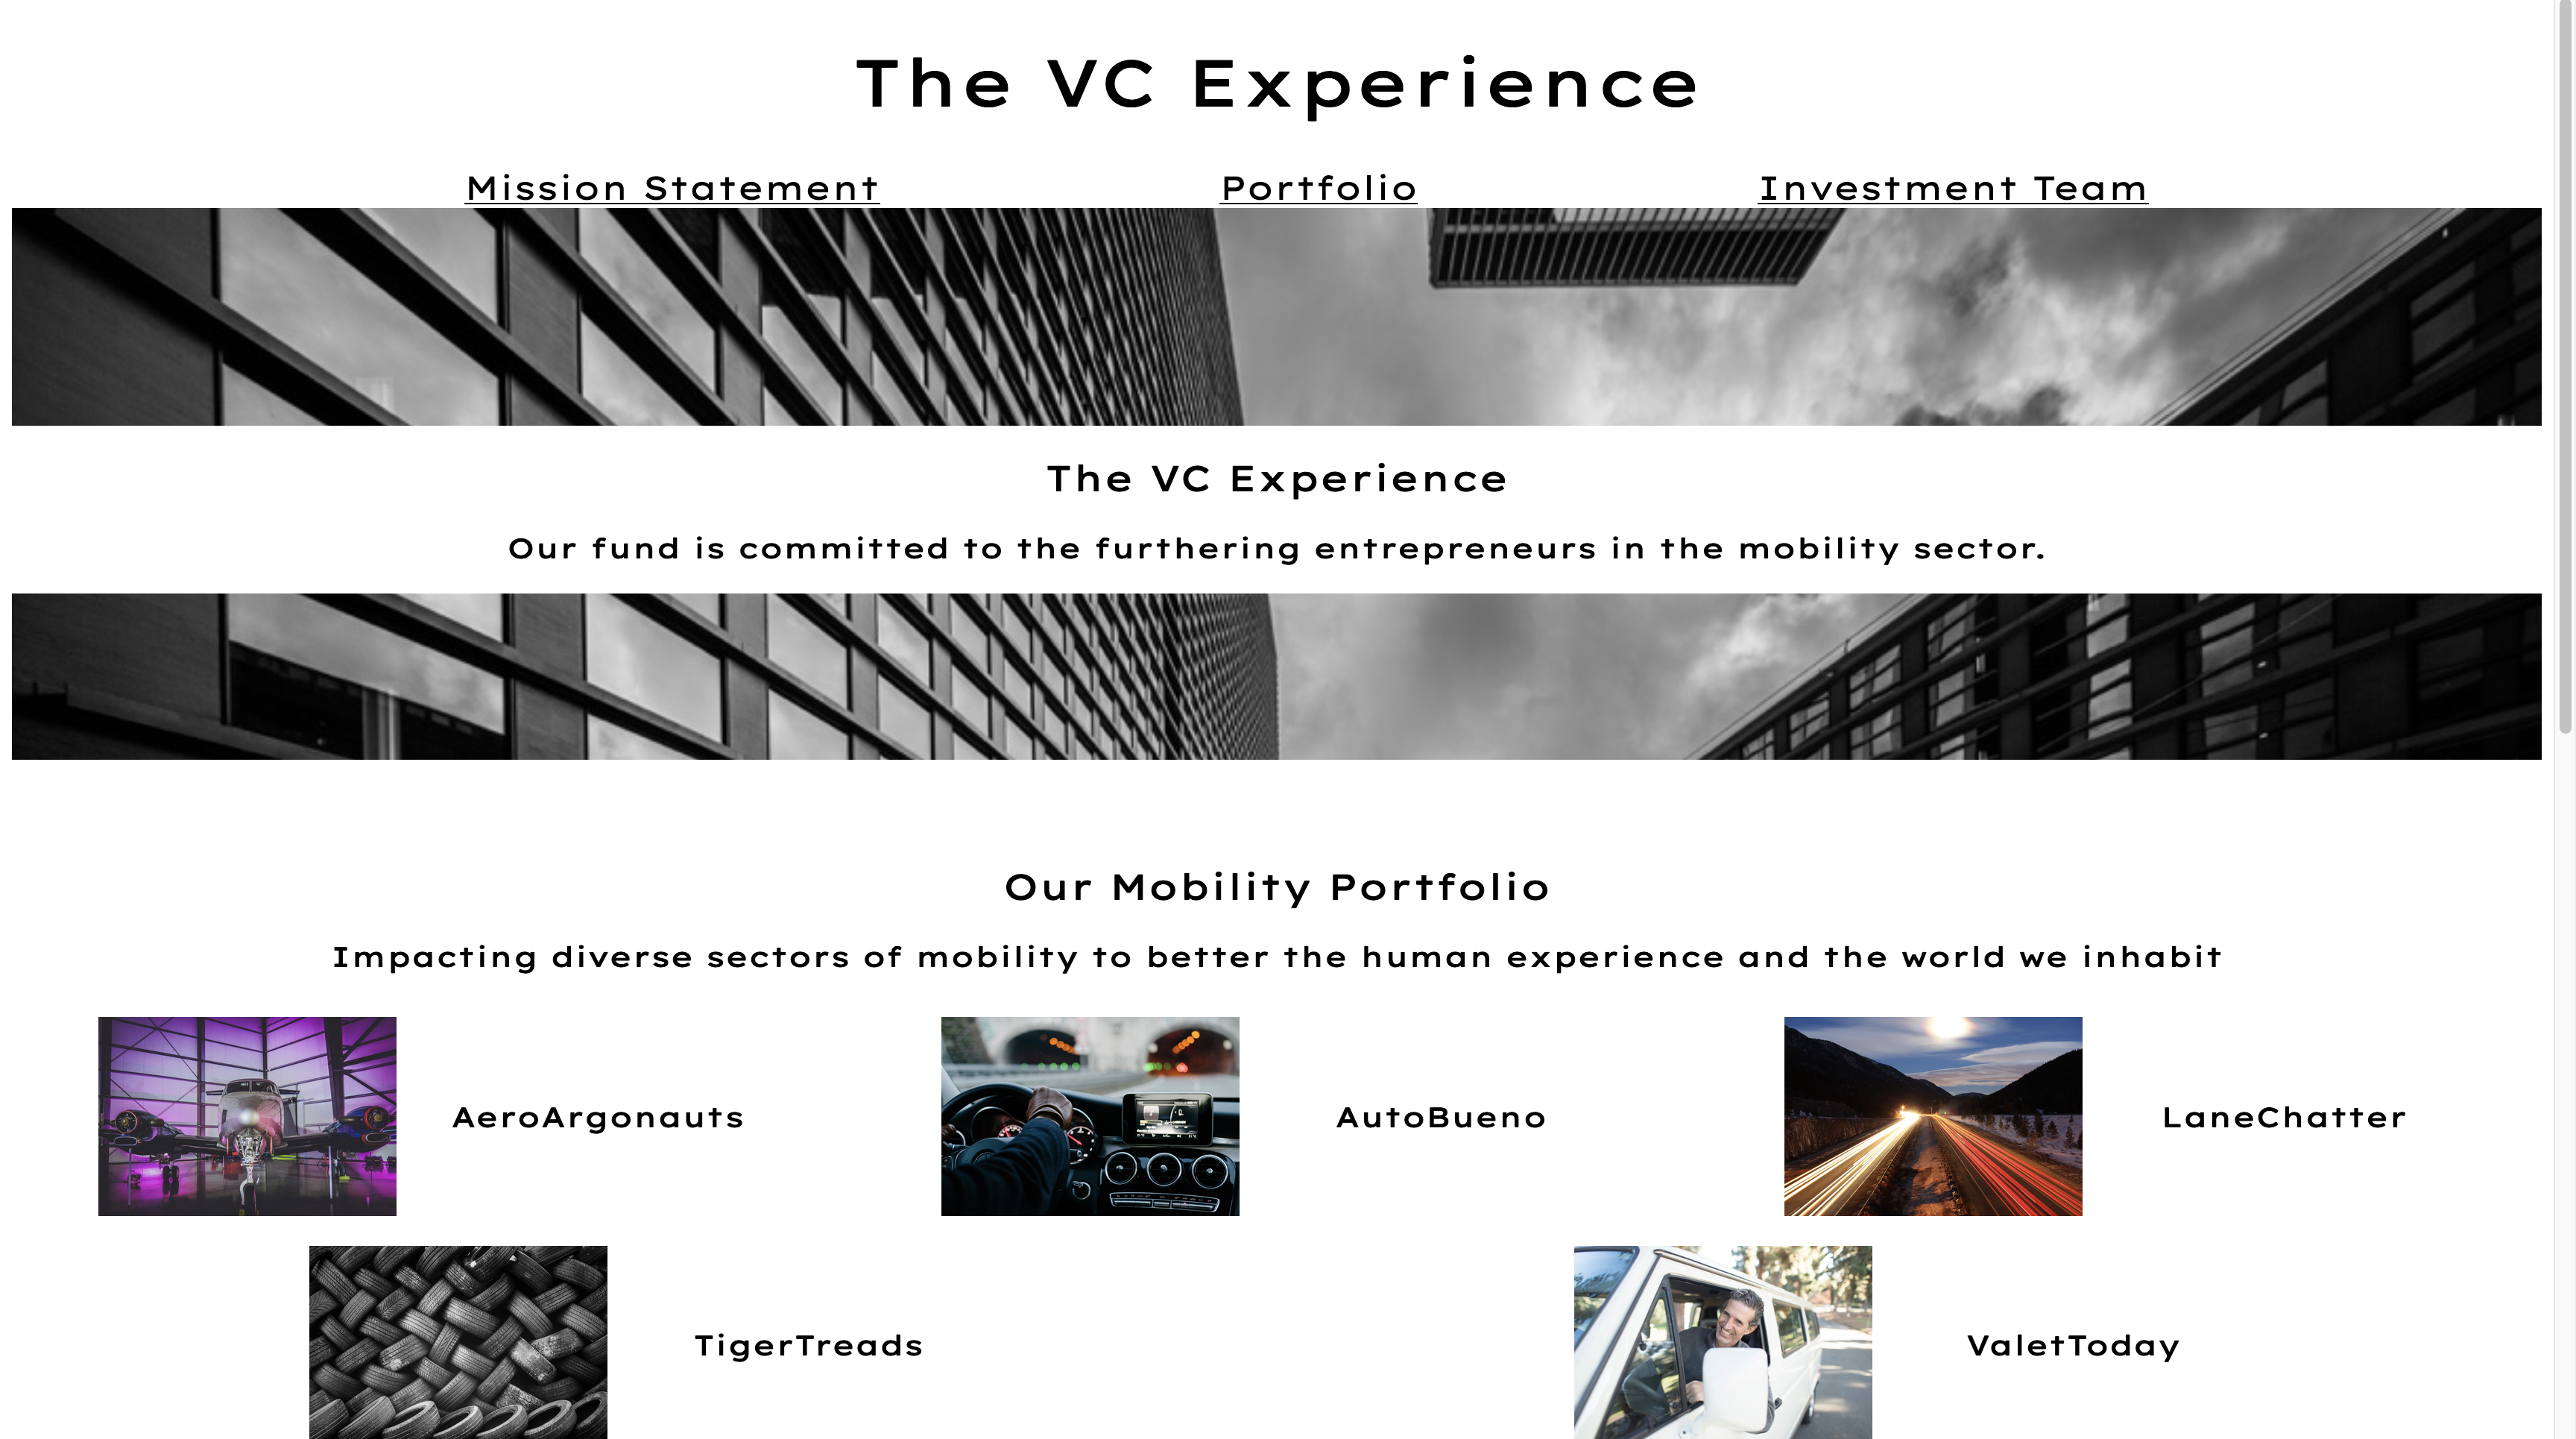 The VC Experience
Mission Statement
Portfolio
Investment Team
The VC Experience
Our fund is committed to the furthering entrepreneurs in the mobility sector.
Our Mobility Portfolio
Impacting diverse sectors of mobility to better the human experience and the world we inhabit
AeroArgonauts
AutoBueno
LaneChatter
TigerTreads
ValetToday